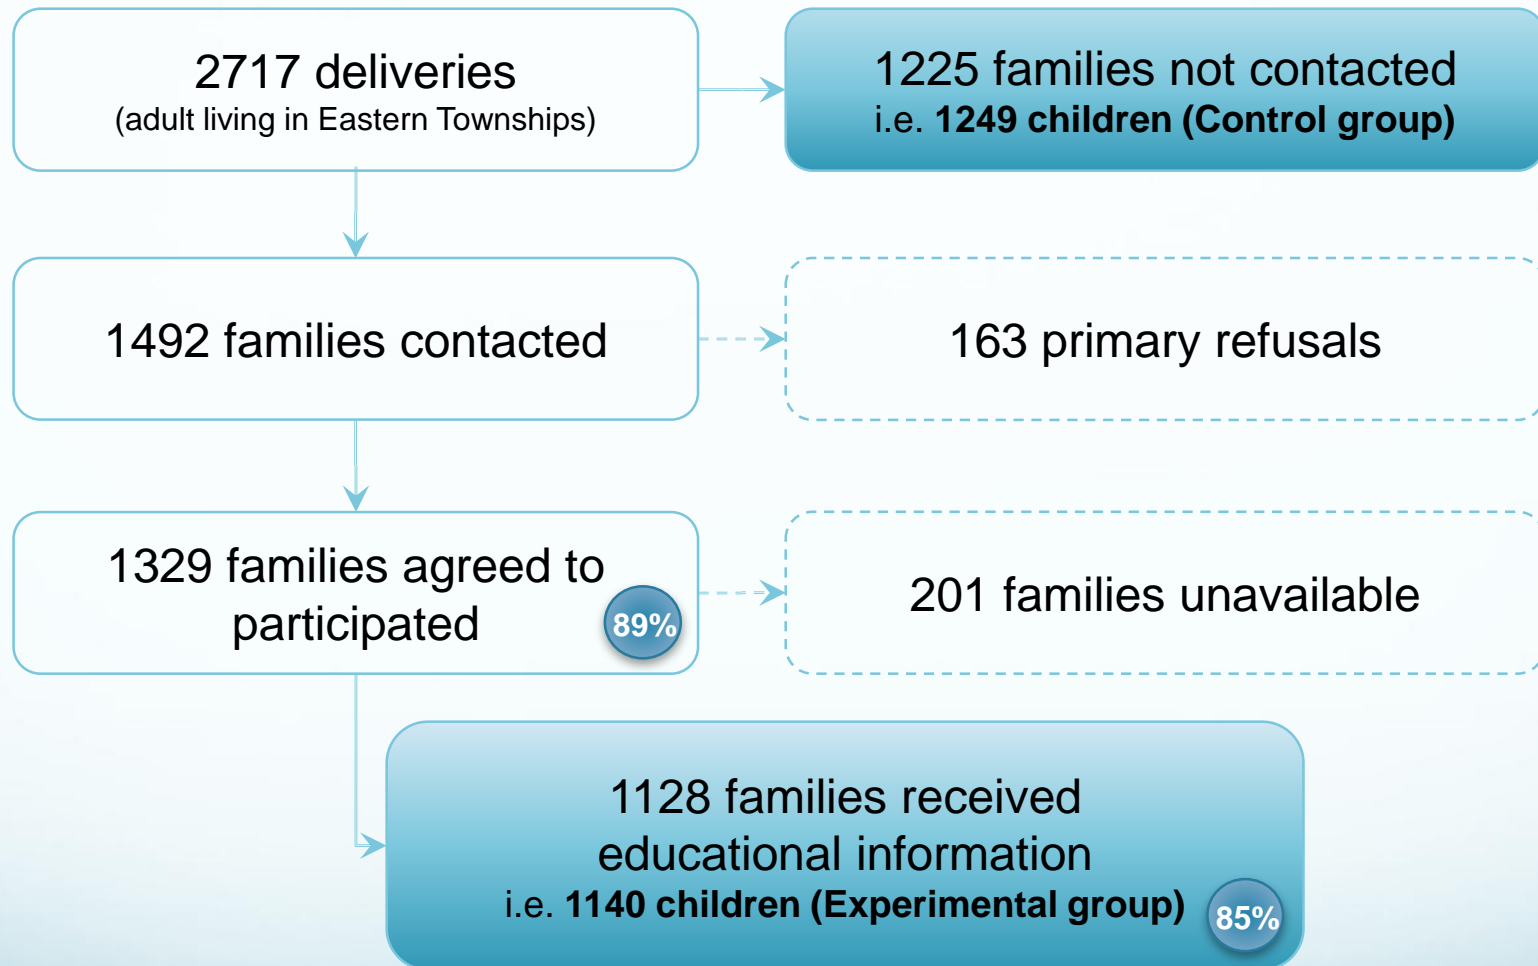 2717 deliveries
(adult living in Eastern Townships)
1225 families not contacted
i.e. 1249 children (Control group)
1492 families contacted
163 primary refusals
1329 families agreed to
participated
89%
201 families unavailable
1128 families received
educational information
i.e. 1140 children (Experimental group)
85%